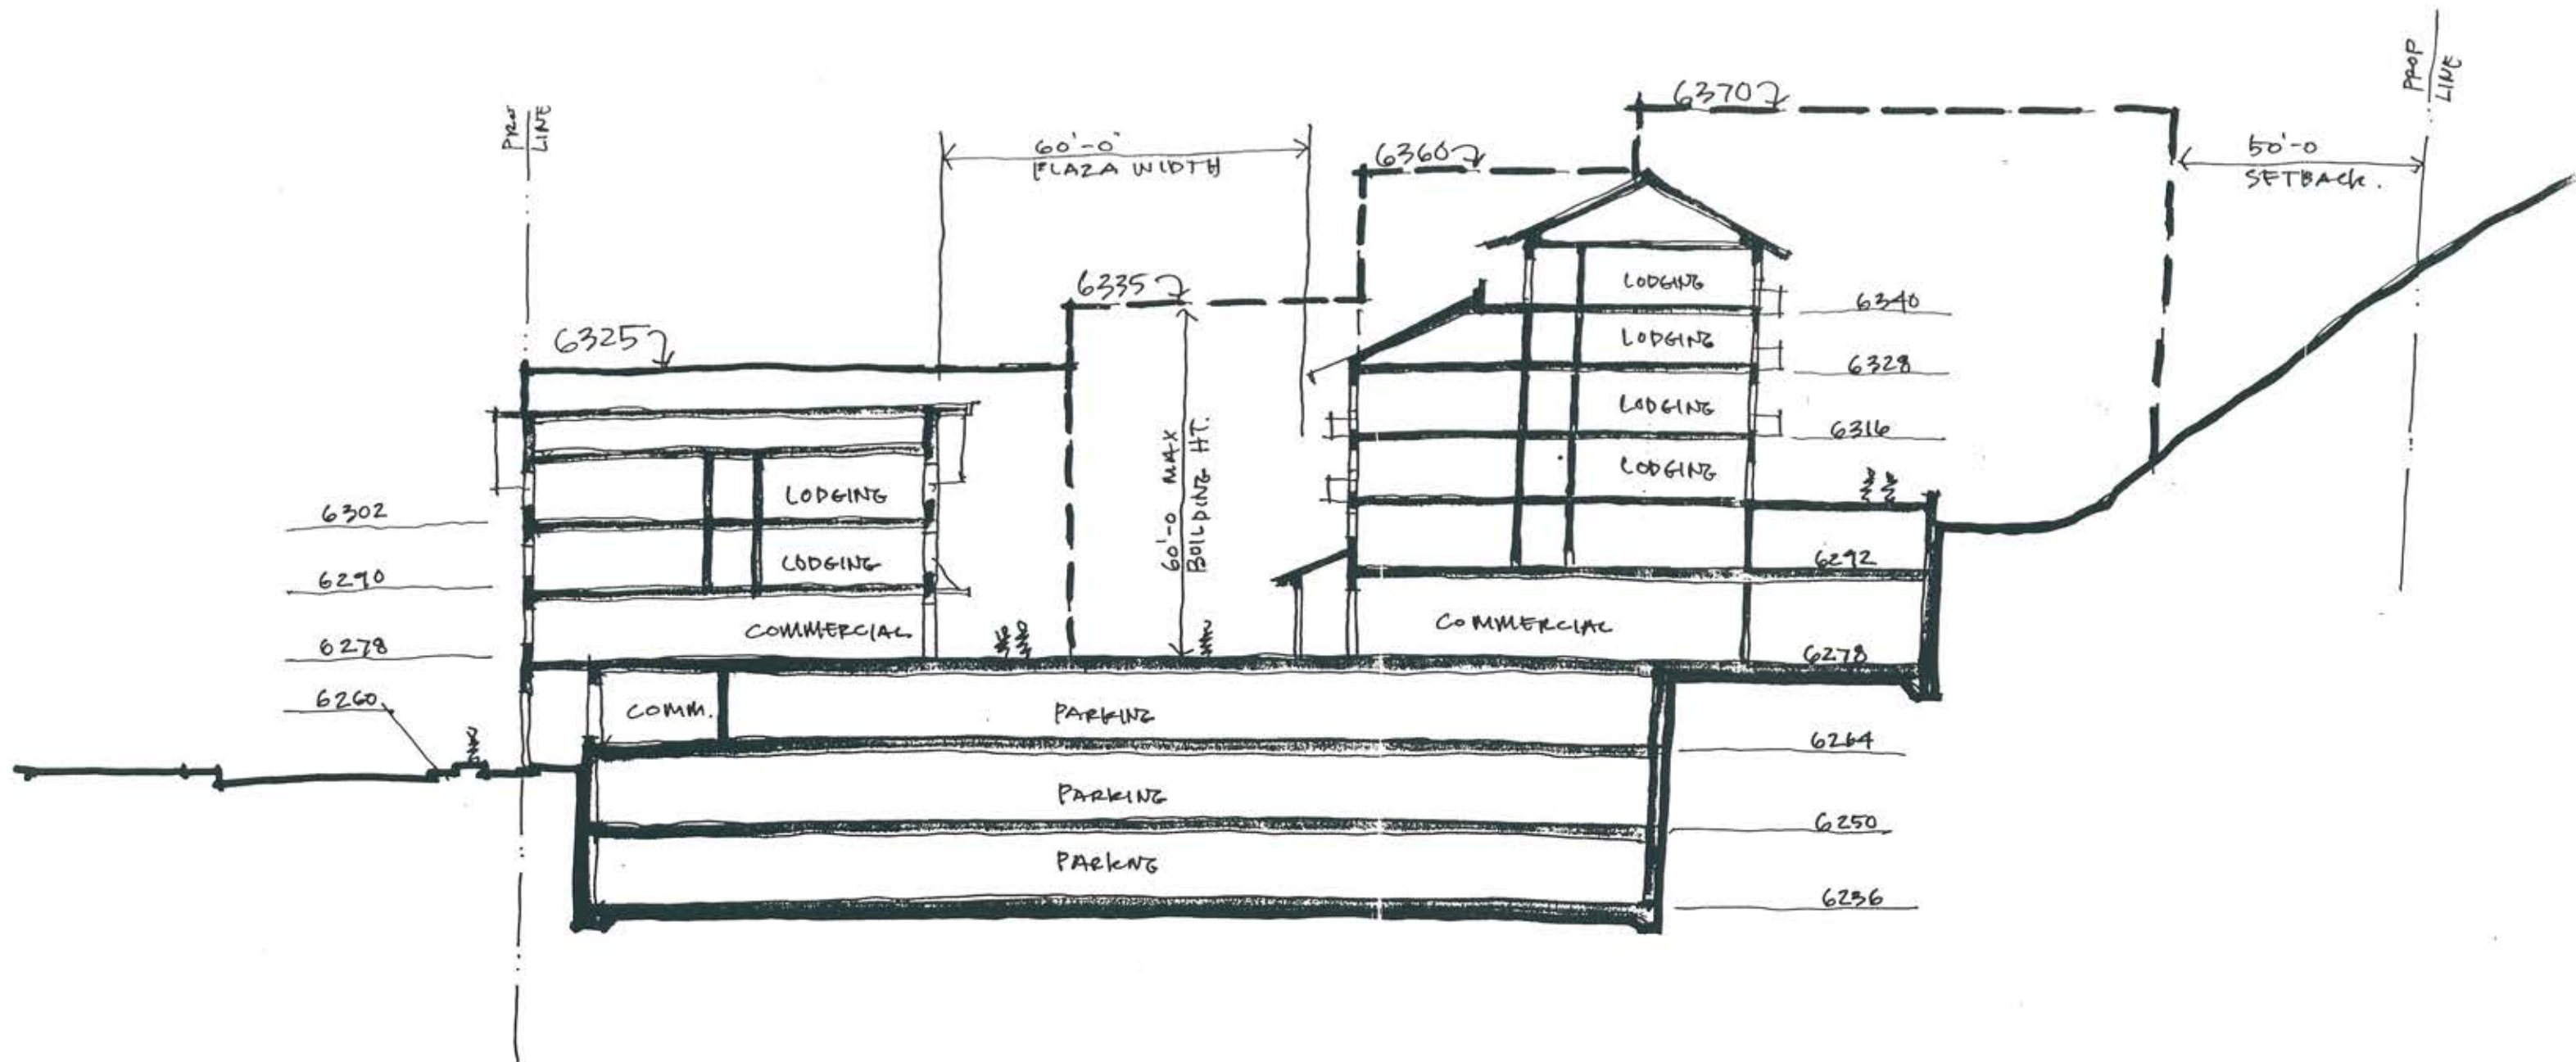 PROP
LINE
6370
PROP
LINE
60'-0"
PLAZA WIDTH
6360
50'-0
SETBACK.
6335
LODGING
6340
6325
LODGING
6328
LODGING
6316
60'-0 MAX
BUILDING HT.
LODGING
LODGING
6302
LODGING
6292
6290
COMMERCIAL
COMMERCIAL
6278
6278
6260
COMM.
PARKING
6264
PARKING
6250
PARKNG
6236